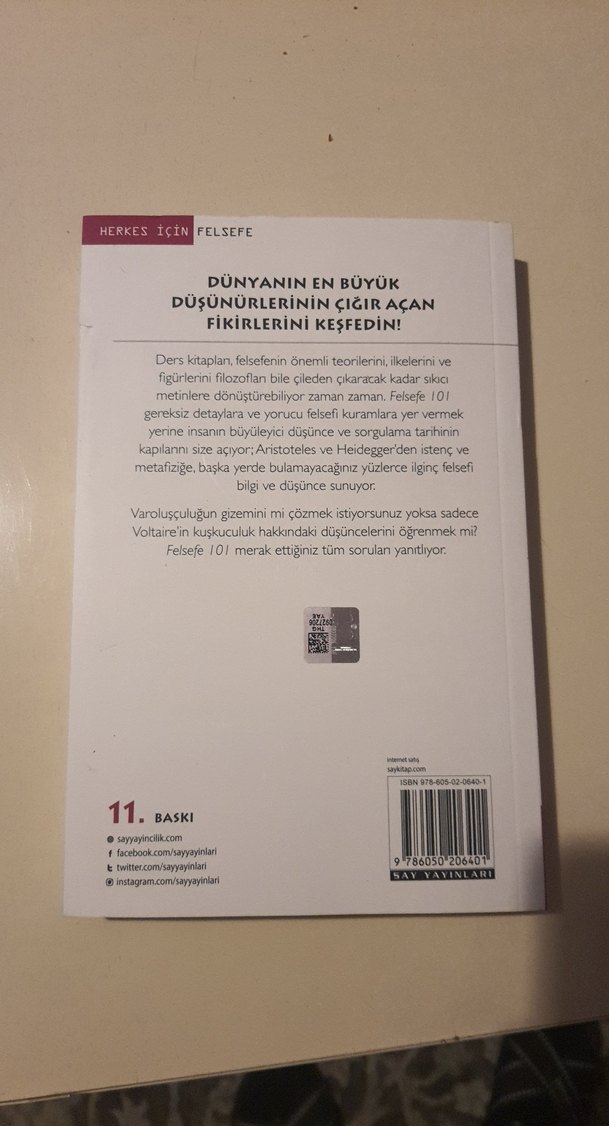 HERKES İÇİN FELSEFE
DÜNYANIN EN BÜYÜK
DÜŞÜNÜRLERİNİN ÇIĞIR AÇAN
FİKİRLERİNİ KEŞFEDİN!
Ders kitapları, felsefenin önemli teorilerini, ilkelerini ve
figürlerini filozofları bile çileden çıkaracak kadar sıkıcı
metinlere dönüştürebiliyor zaman zaman. Felsefe 101
gereksiz detaylara ve yorucu felsefi kuramlara yer vermek
yerine insanın büyüleyici düşünce ve sorgulama tarihinin
kapılarını size açıyor; Aristoteles ve Heidegger'den istenç ve
metafiziğe, başka yerde bulamayacağınız yüzlerce ilginç felsefi
bilgi ve düşünce sunuyor.
Varoluşçuluğun gizemini mi çözmek istiyorsunuz yoksa sadece
Voltaire'in kuşkuculuk hakkındaki düşüncelerini öğrenmek mi?
Felsefe 101 merak ettiğiniz tüm soruları yanıtlıyor.
THG
YAE
0927206
internet satış
saykitap.com
ISBN 978-605-02-0640-1
9 786050 206401
SAY YAYINLARI
11. BASKI
sayyayincilik.com
facebook.com/sayyayinlari
twitter.com/sayyayinlari
instagram.com/sayyayinlari